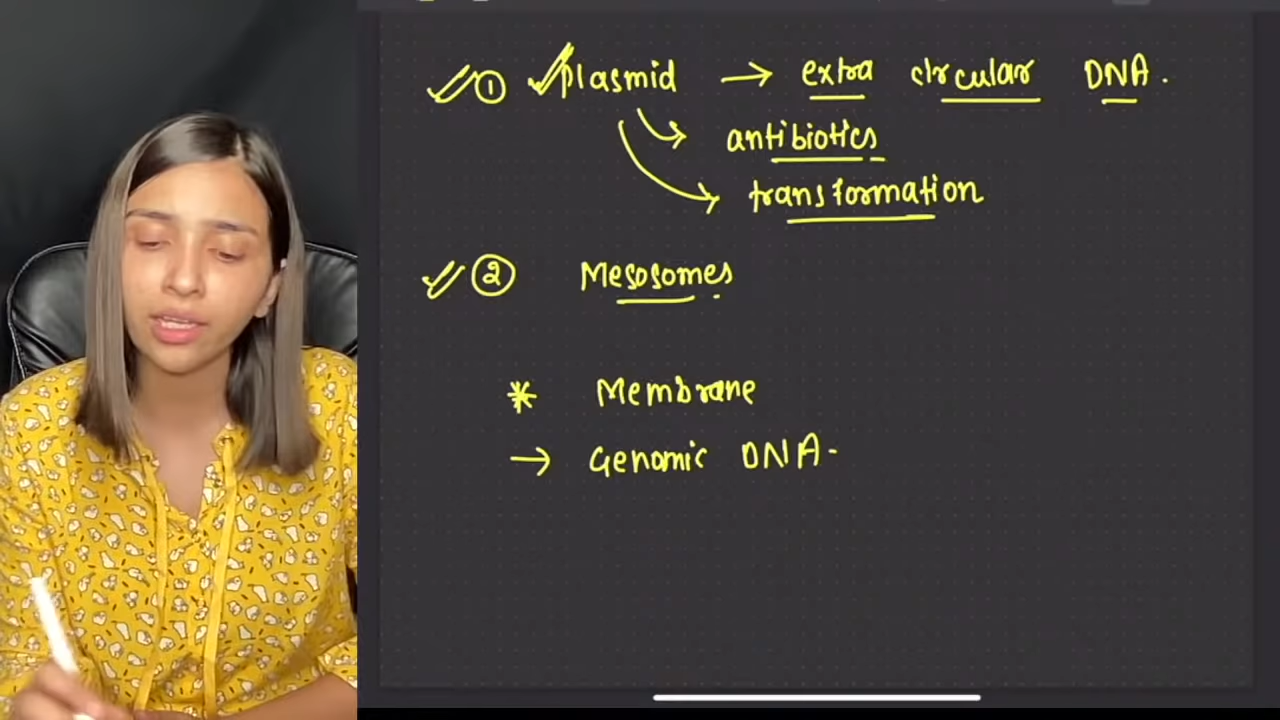 ① Plasmid → extra circular DNA.
antibiotics
transformation
② Mesosomes
* Membrane
→ Genomic DNA.